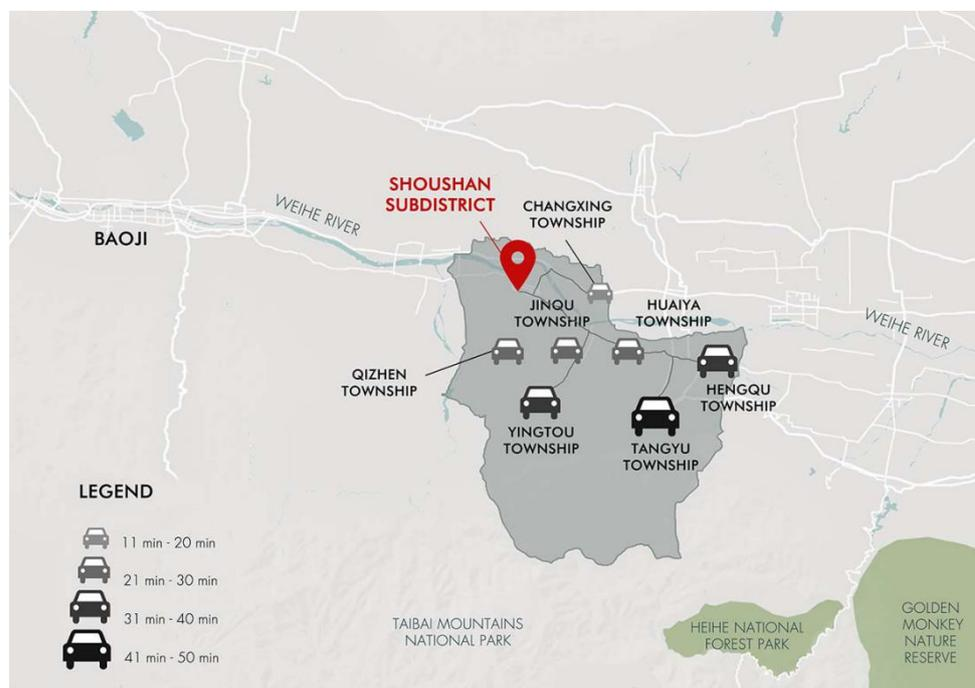 SHOUSHAN
SUBDISTRICT
CHANGXING
TOWNSHIP
WEIHE RIVER
BAOJI
JINQU
TOWNSHIP
HUAIYA
TOWNSHIP
WEIHE RIVER
QIZHEN
TOWNSHIP
HENGQU
TOWNSHIP
YINGTOU
TOWNSHIP
TANGYU
TOWNSHIP
LEGEND
11 min - 20 min
21 min - 30 min
31 min - 40 min
41 min - 50 min
TAIBAI MOUNTAINS
NATIONAL PARK
HEIHE NATIONAL
FOREST PARK
GOLDEN
MONKEY
NATURE
RESERVE